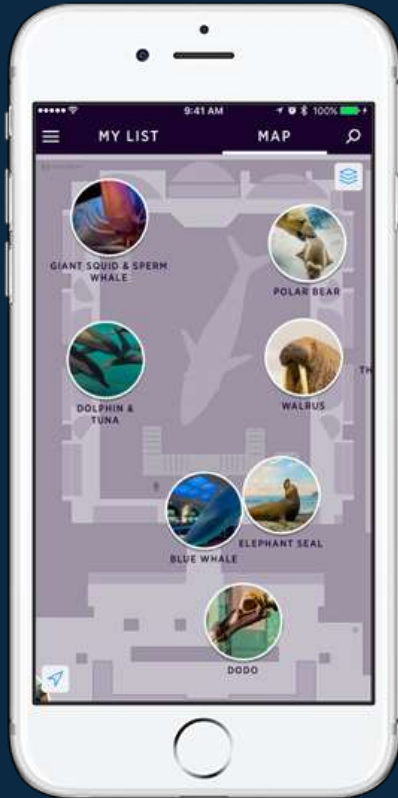 9:41 AM
100%
MY LIST
MAP
GIANT SQUID & SPERM
WHALE
POLAR BEAR
DOLPHIN &
TUNA
WALRUS
TH
BLUE WHALE
ELEPHANT SEAL
DODO